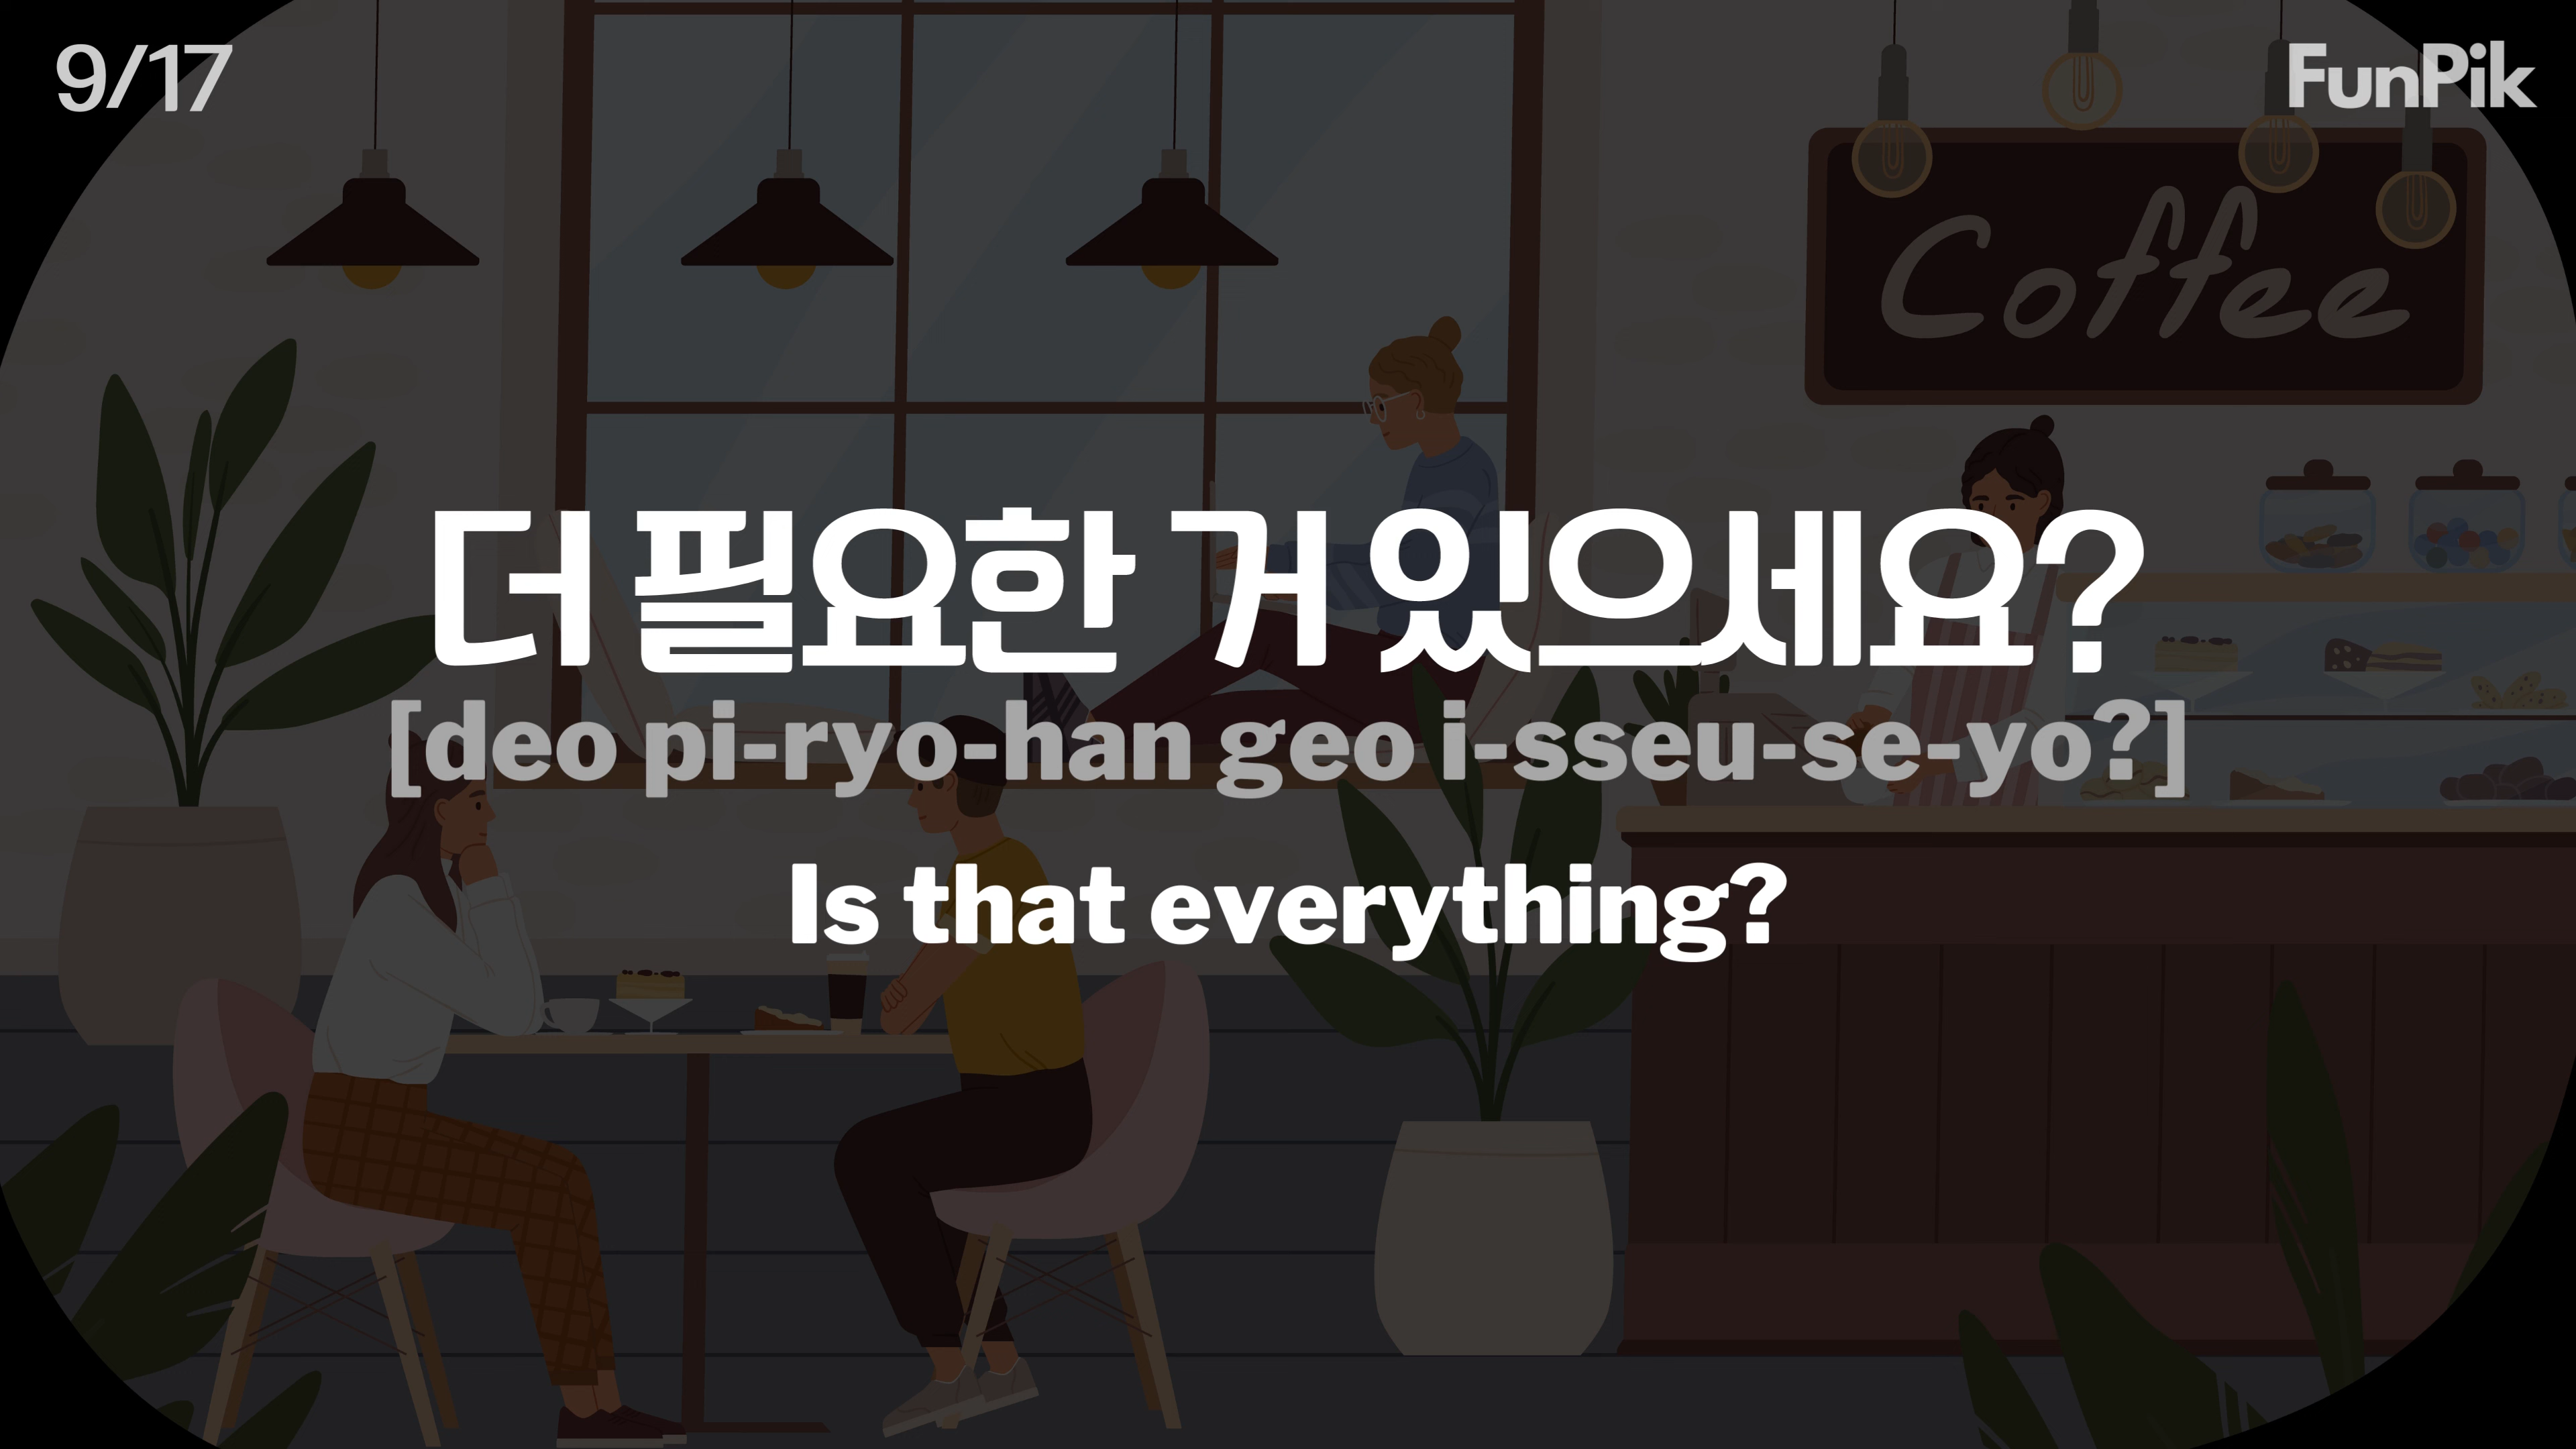 9/17
FunPik
Coffee
더 필요한 거 있으세요?
[deo pi-ryo-han geo i-sseu-se-yo?]
Is that everything?